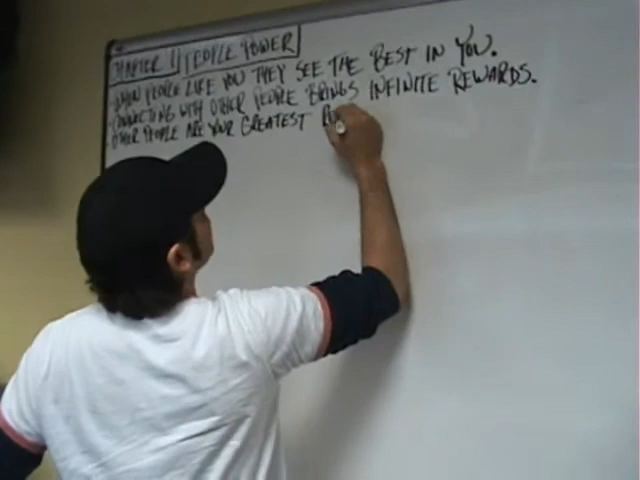 CHAPTER 1 PEOPLE POWER
WHEN PEOPLE LIKE YOU THEY SEE THE BEST IN YOU.
CONNECTING WITH OTHER PEOPLE BRINGS INFINITE REWARDS.
OTHER PEOPLE ARE YOUR GREATEST